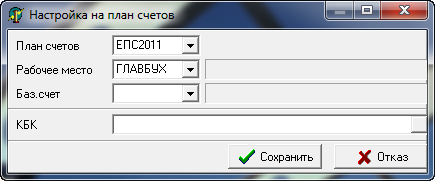 Настройка на план счетов
План счетов ЕПС2011
Рабочее место ГЛАВБУХ
Баз.счет
КБК
Сохранить Отказ